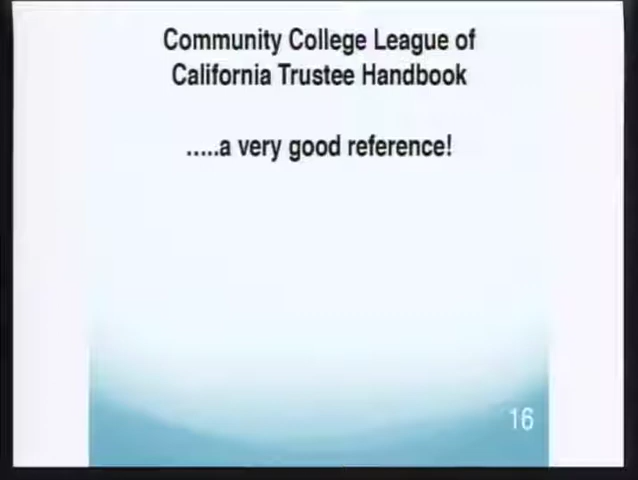 Community College League of
California Trustee Handbook
.....a very good reference!
16